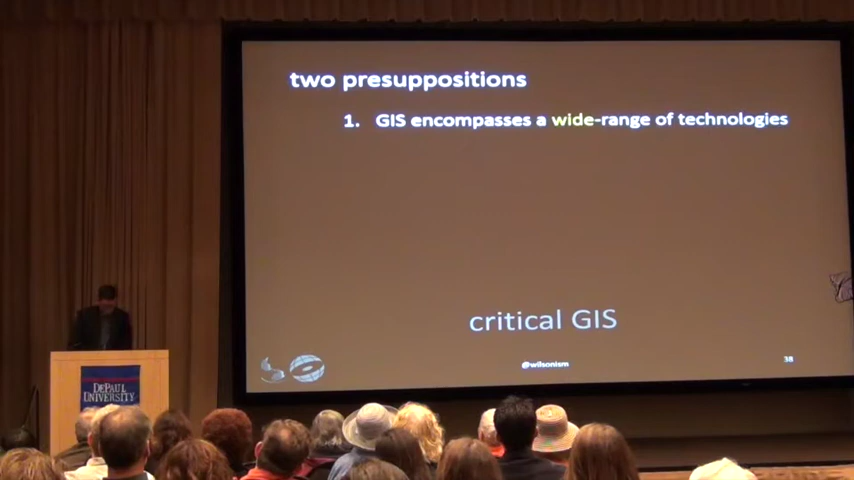 two presuppositions
1. GIS encompasses a wide-range of technologies
critical GIS
@wilsonism
38
DEPAUL
UNIVERSITY